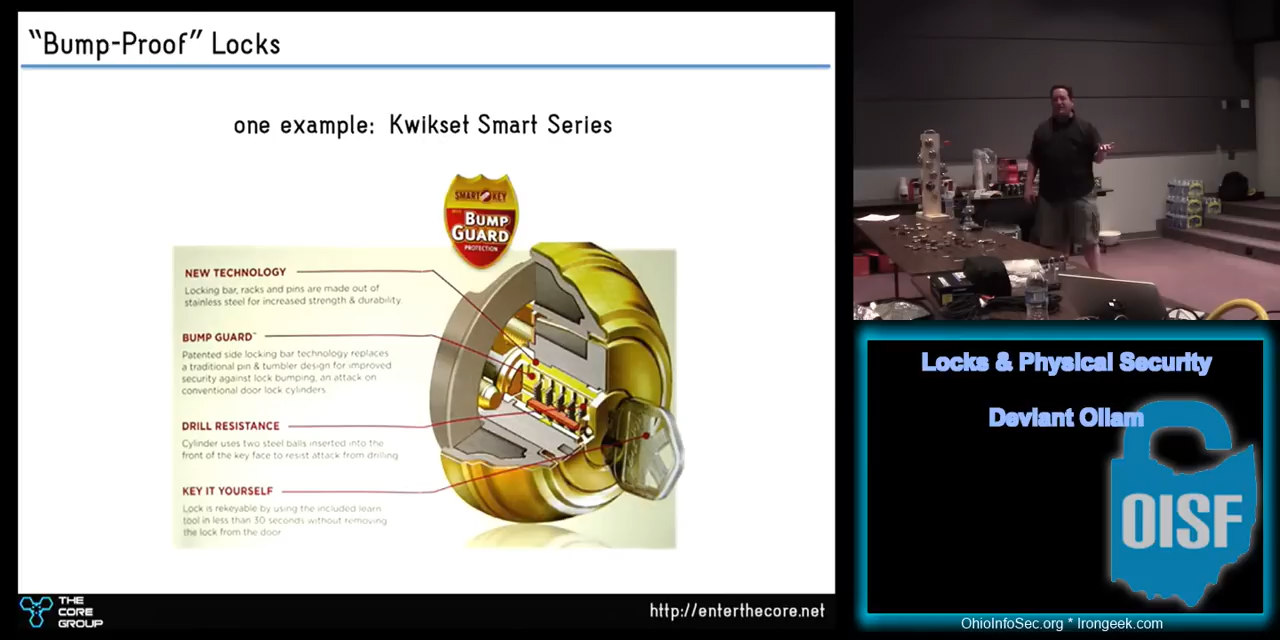 “Bump-Proof” Locks
one example: Kwikset Smart Series
SMART KEY
BUMP
GUARD
PROTECTION
NEW TECHNOLOGY
Locking bar, racks and pins are made out of
stainless steel for increased strength & durability.
BUMP GUARD™
Patented side locking bar technology replaces
a traditional pin & tumbler design for improved
security against lock bumping, an attack on
conventional door lock cylinders.
DRILL RESISTANCE
Cylinder uses two steel balls inserted into the
front of the key face to resist attack from drilling
KEY IT YOURSELF
Lock is rekeyable by using the included learn
tool in less than 30 seconds without removing
the lock from the door
THE
CORE
GROUP
http://enterthecore.net
Locks & Physical Security
Deviant Ollam
OISF
OhioInfoSec.org * Irongeek.com